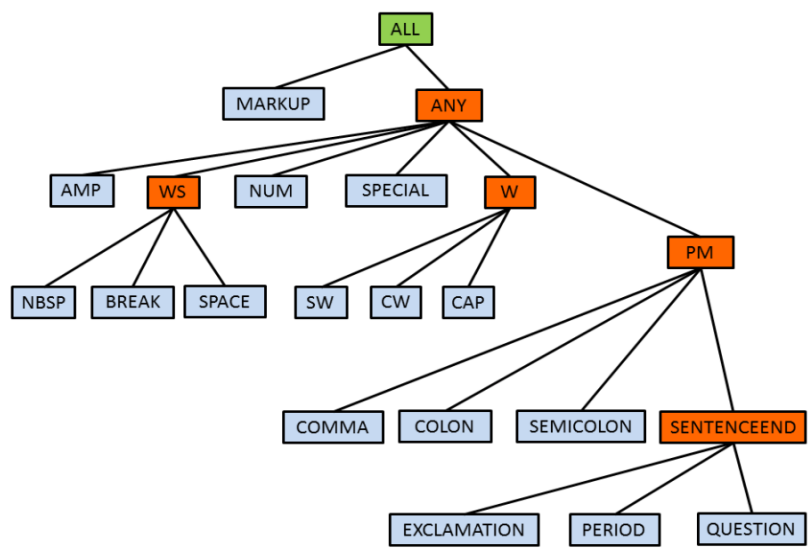 ALL
MARKUP
ANY
AMP
WS
NUM
SPECIAL
W
PM
NBSP
BREAK
SPACE
SW
CW
CAP
COMMA
COLON
SEMICOLON
SENTENCEEND
EXCLAMATION
PERIOD
QUESTION